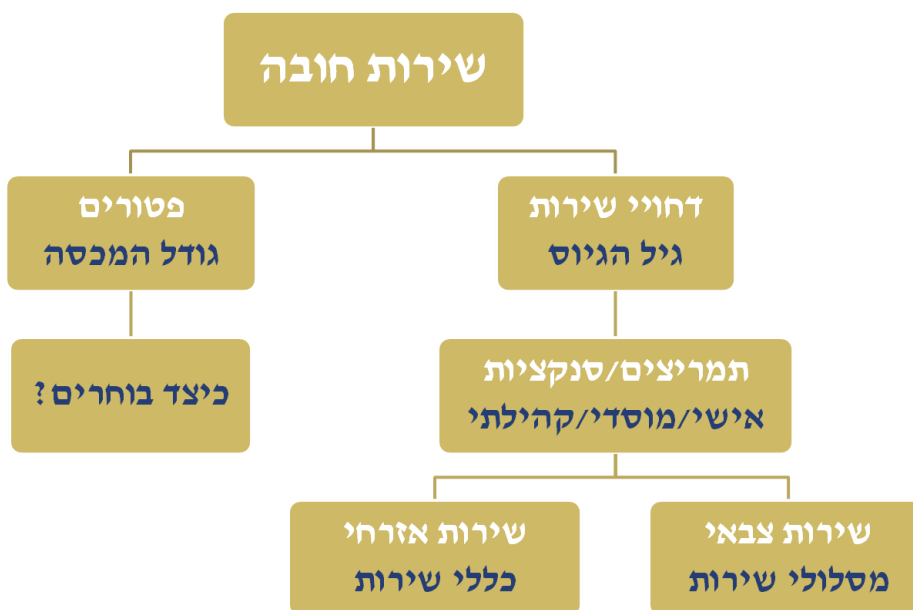 שירות חובה
דחויי שירות
גיל הגיוס
פטורים
גודל המכסה
תמריצים/סנקציות
אישי/מוסדי/קהילתי
כיצד בוחרים?
שירות צבאי
מסלולי שירות
שירות אזרחי
כללי שירות